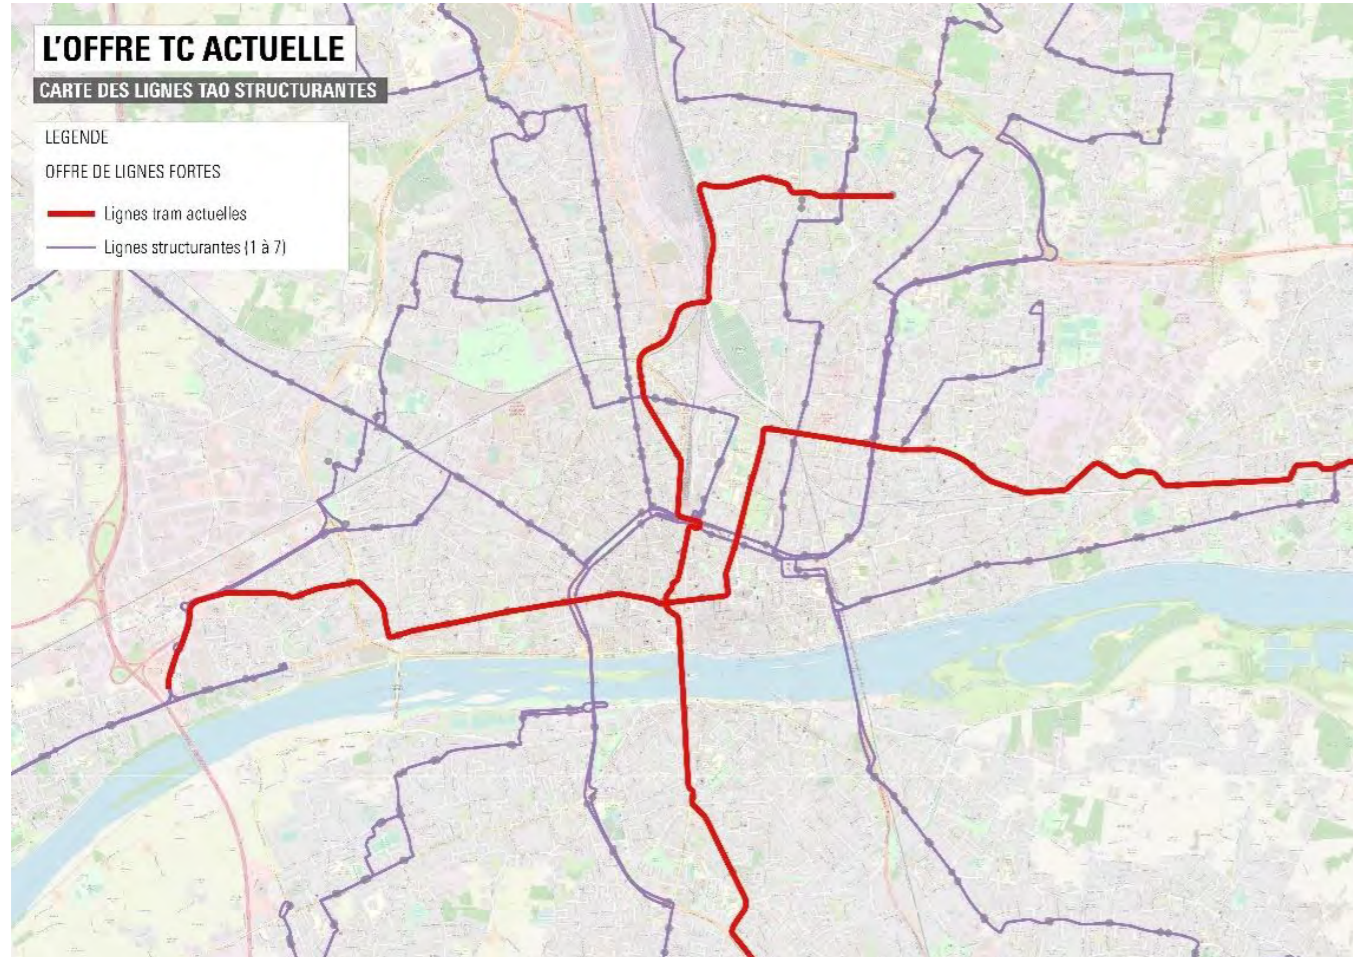 L'OFFRE TC ACTUELLE
CARTE DES LIGNES TAO STRUCTURANTES
LEGENDE
OFFRE DE LIGNES FORTES
Lignes tram actuelles
Lignes structurantes (1 à 7)